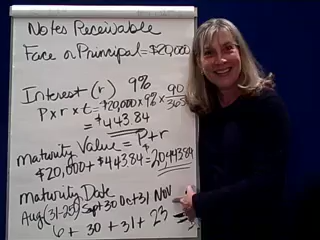 Notes Receivable
Face or Principal = $20,000
Interest (r) 9%
P x r x t = $20,000 x 9% x 90/365
= $443.84
Maturity Value = P + r
$20,000 + $443.84 = $20,443.84
Maturity Date
Aug (31-25) Sept 30 Oct 31 Nov
6 + 30 + 31 + 23